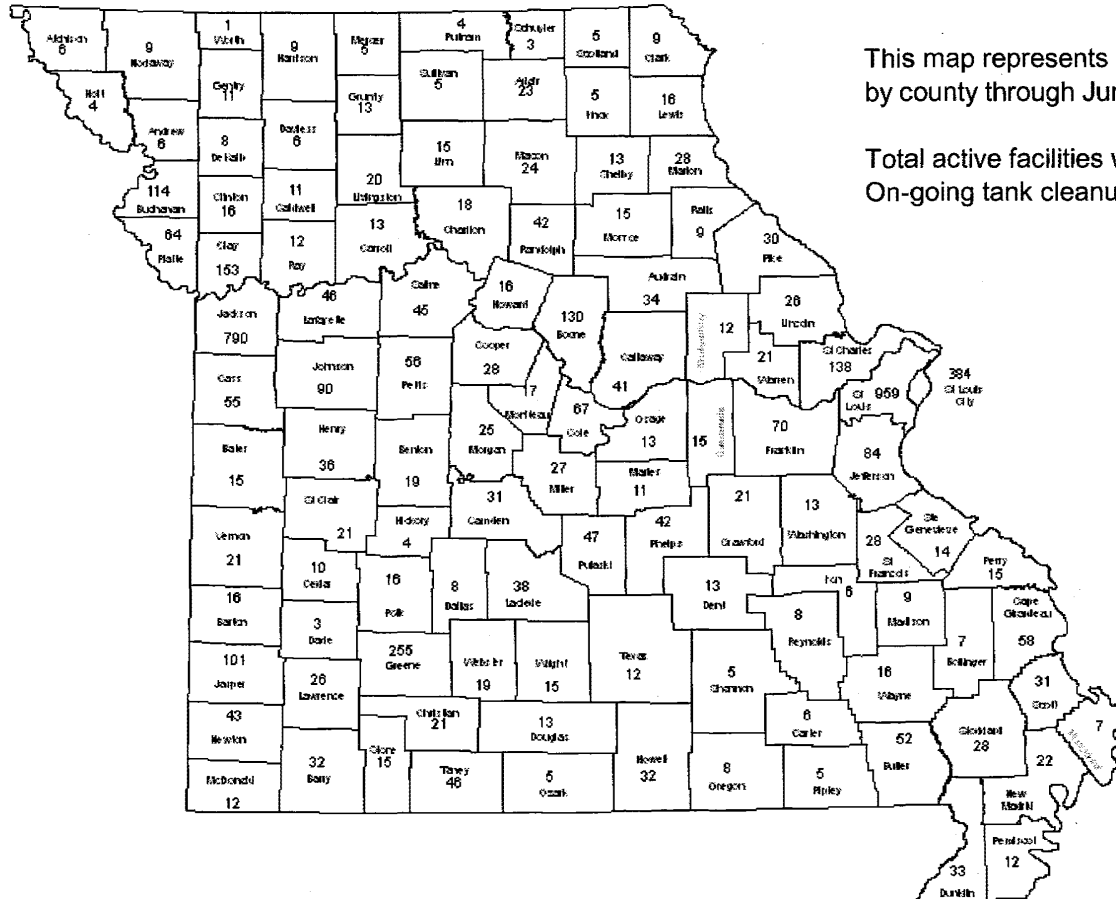 This map represents
by county through Jun
Total active facilities w
On-going tank cleanu
Atchison
6
9
Nodaway
1
Worth
9
Harrison
Mercer
5
4
Putnam
Schuyler
3
5
Scotland
9
Clark
Holt
4
Gentry
11
Grundy
13
Sullivan
5
Adair
23
5
Knox
16
Lewis
Andrew
6
8
DeKalb
Daviess
6
20
Livingston
15
Linn
Macon
24
13
Shelby
28
Marion
114
Buchanan
Clinton
16
11
Caldwell
18
Chariton
42
Randolph
15
Monroe
Ralls
9
64
Platte
Clay
153
12
Ray
13
Carroll
30
Pike
Audrain
34
Jackson
790
46
Lafayette
Saline
45
16
Howard
130
Boone
Callaway
41
Montgomery
12
26
Lincoln
21
Warren
St Charles
138
St
Louis
959
384
St Louis
City
Cass
55
Johnson
90
56
Pettis
Cooper
28
17
Moniteau
67
Cole
Osage
13
15
Gasconade
70
Franklin
84
Jefferson
Bates
15
Henry
36
Benton
19
25
Morgan
27
Miller
Maries
11
St Clair
21
Hickory
4
31
Camden
47
Pulaski
42
Phelps
21
Crawford
13
Washington
28
St
Francois
Ste
Genevieve
14
Perry
15
Vernon
21
10
Cedar
16
Polk
8
Dallas
38
Laclede
13
Dent
Iron
6
9
Madison
Cape
Girardeau
58
16
Barton
3
Dade
255
Greene
Webster
19
Wright
15
Texas
12
8
Reynolds
7
Bollinger
101
Jasper
26
Lawrence
5
Shannon
16
Wayne
31
Scott
43
Newton
Christian
21
13
Douglas
6
Carter
52
Butler
Stoddard
28
7
Mississippi
McDonald
12
32
Barry
Stone
15
Taney
46
5
Ozark
Howell
32
8
Oregon
5
Ripley
22
New
Madrid
Pemiscot
12
33
Dunklin